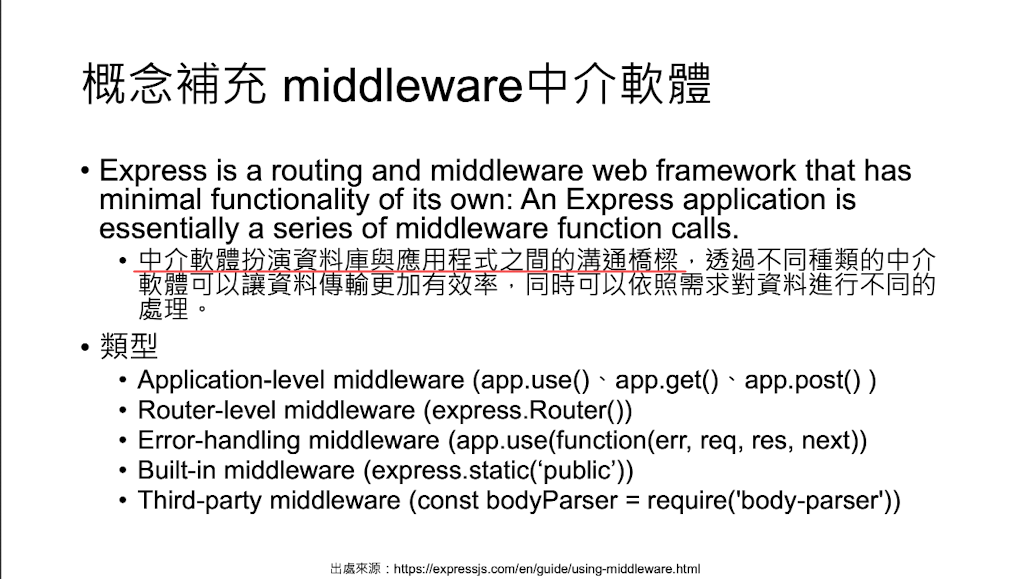 概念補充 middleware中介軟體
• Express is a routing and middleware web framework that has
minimal functionality of its own: An Express application is
essentially a series of middleware function calls.
• 中介軟體扮演資料庫與應用程式之間的溝通橋樑，透過不同種類的中介
軟體可以讓資料傳輸更加有效率，同時可以依照需求對資料進行不同的
處理。
• 類型
• Application-level middleware (app.use()、app.get()、app.post() )
• Router-level middleware (express.Router())
• Error-handling middleware (app.use(function(err, req, res, next))
• Built-in middleware (express.static(‘public’))
• Third-party middleware (const bodyParser = require('body-parser'))
出處來源：https://expressjs.com/en/guide/using-middleware.html